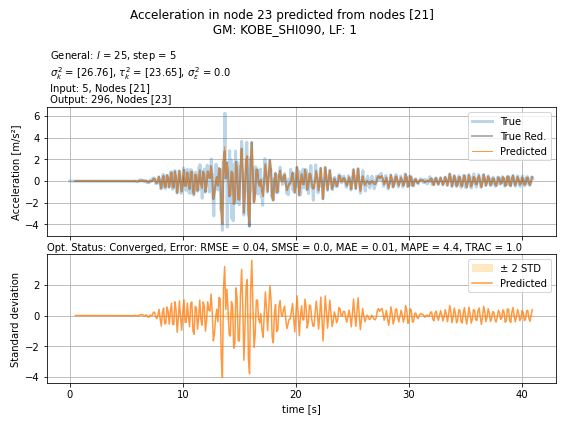 Acceleration in node 23 predicted from nodes [21]
GM: KOBE_SHI090, LF: 1
General: l = 25, step = 5
σ²ₖ = [26.76], τ²ₖ = [23.65], σ²_ε = 0.0
Input: 5, Nodes [21]
Output: 296, Nodes [23]
Acceleration [m/s²]
6
4
2
0
−2
−4
True
True Red.
Predicted
Opt. Status: Converged, Error: RMSE = 0.04, SMSE = 0.0, MAE = 0.01, MAPE = 4.4, TRAC = 1.0
Standard deviation
2
0
−2
−4
± 2 STD
Predicted
0
10
20
30
40
time [s]